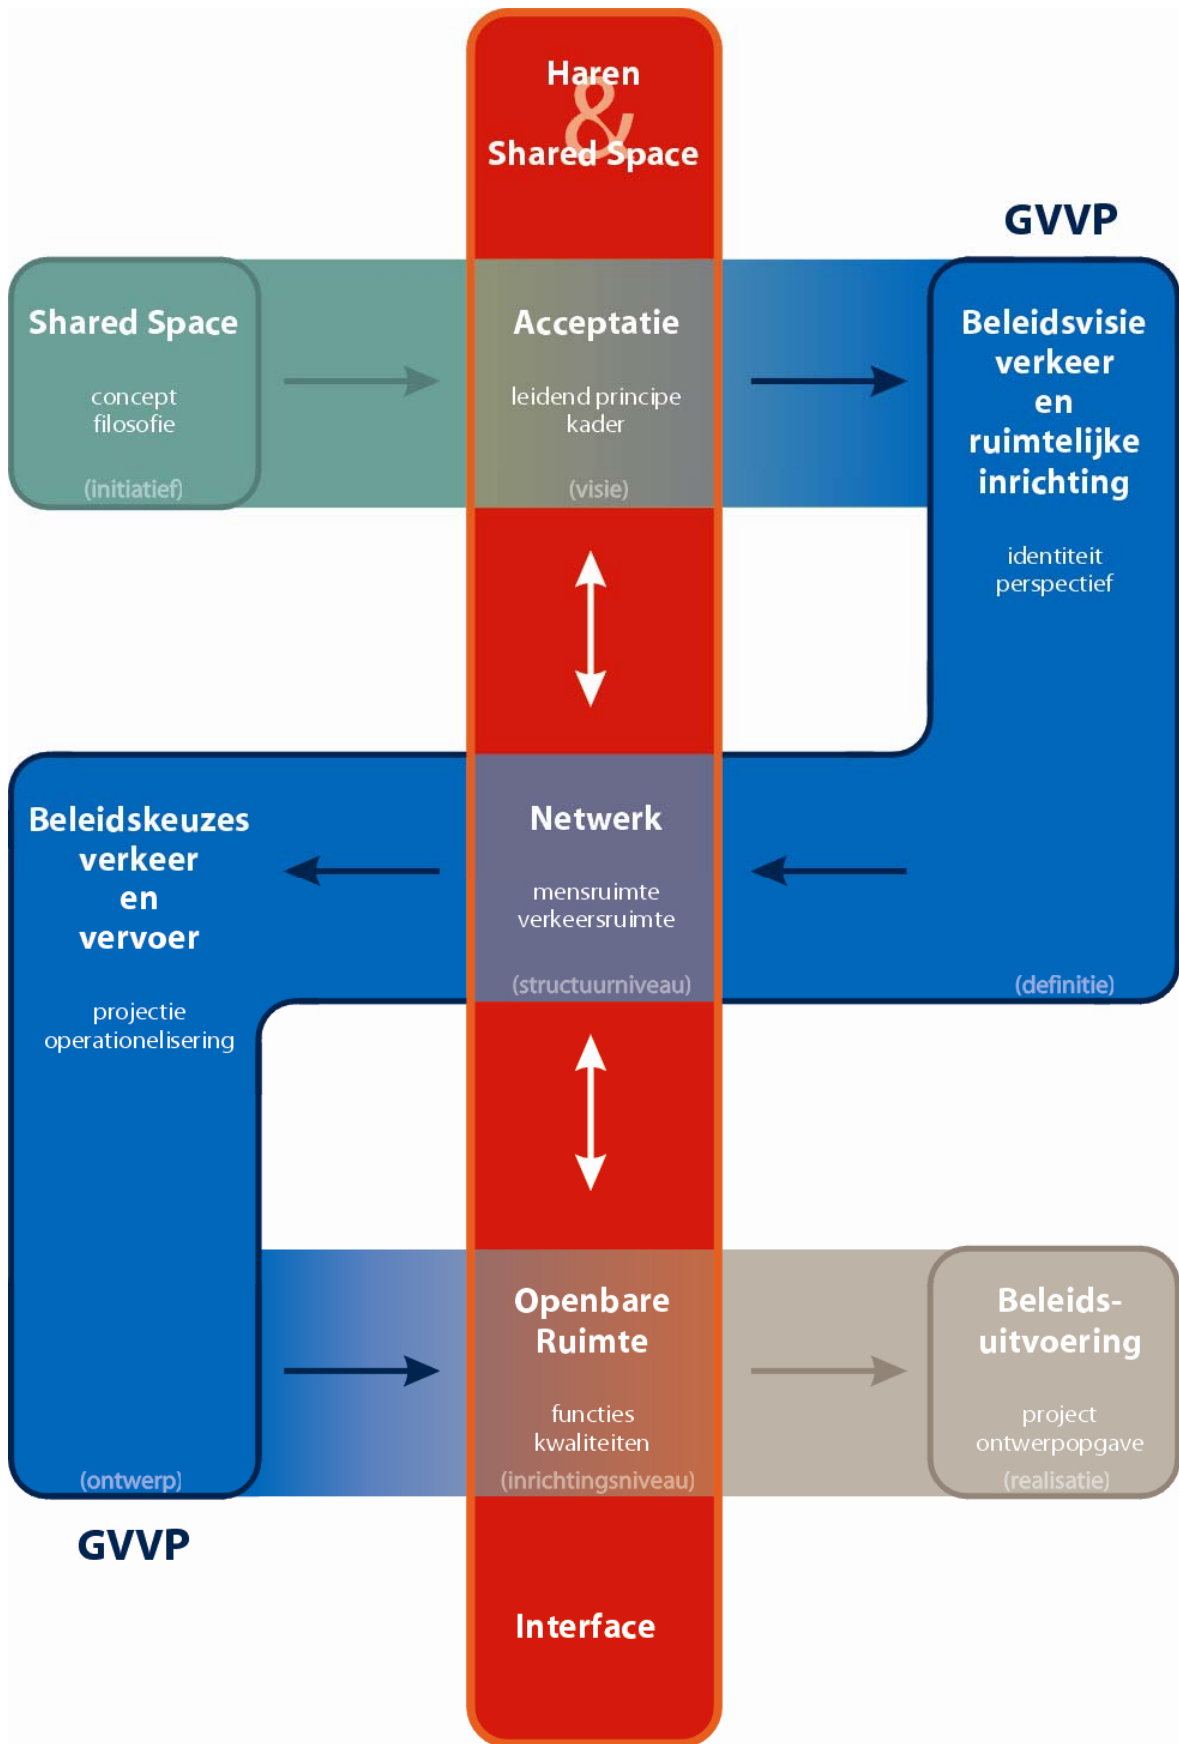 Haren
&
Shared Space
GVVP
Shared Space
concept
filosofie
(initiatief)
Acceptatie
leidend principe
kader
(visie)
Beleidsvisie
verkeer
en
ruimtelijke
inrichting
identiteit
perspectief
Beleidskeuzes
verkeer
en
vervoer
projectie
operationelisering
Netwerk
mensruimte
verkeersruimte
(structuurniveau)
(definitie)
Openbare
Ruimte
functies
kwaliteiten
(inrichtingsniveau)
Beleids-
uitvoering
project
ontwerpopgave
(realisatie)
(ontwerp)
GVVP
Interface